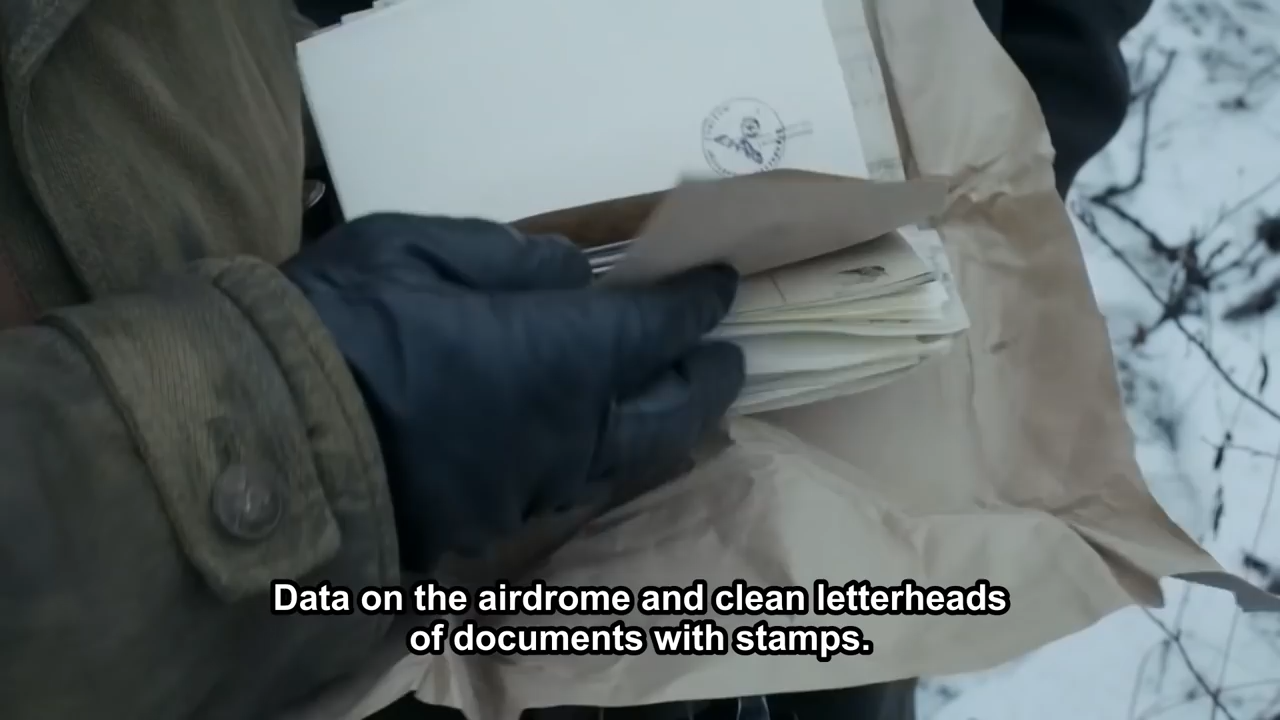 Data on the airdrome and clean letterheads
of documents with stamps.